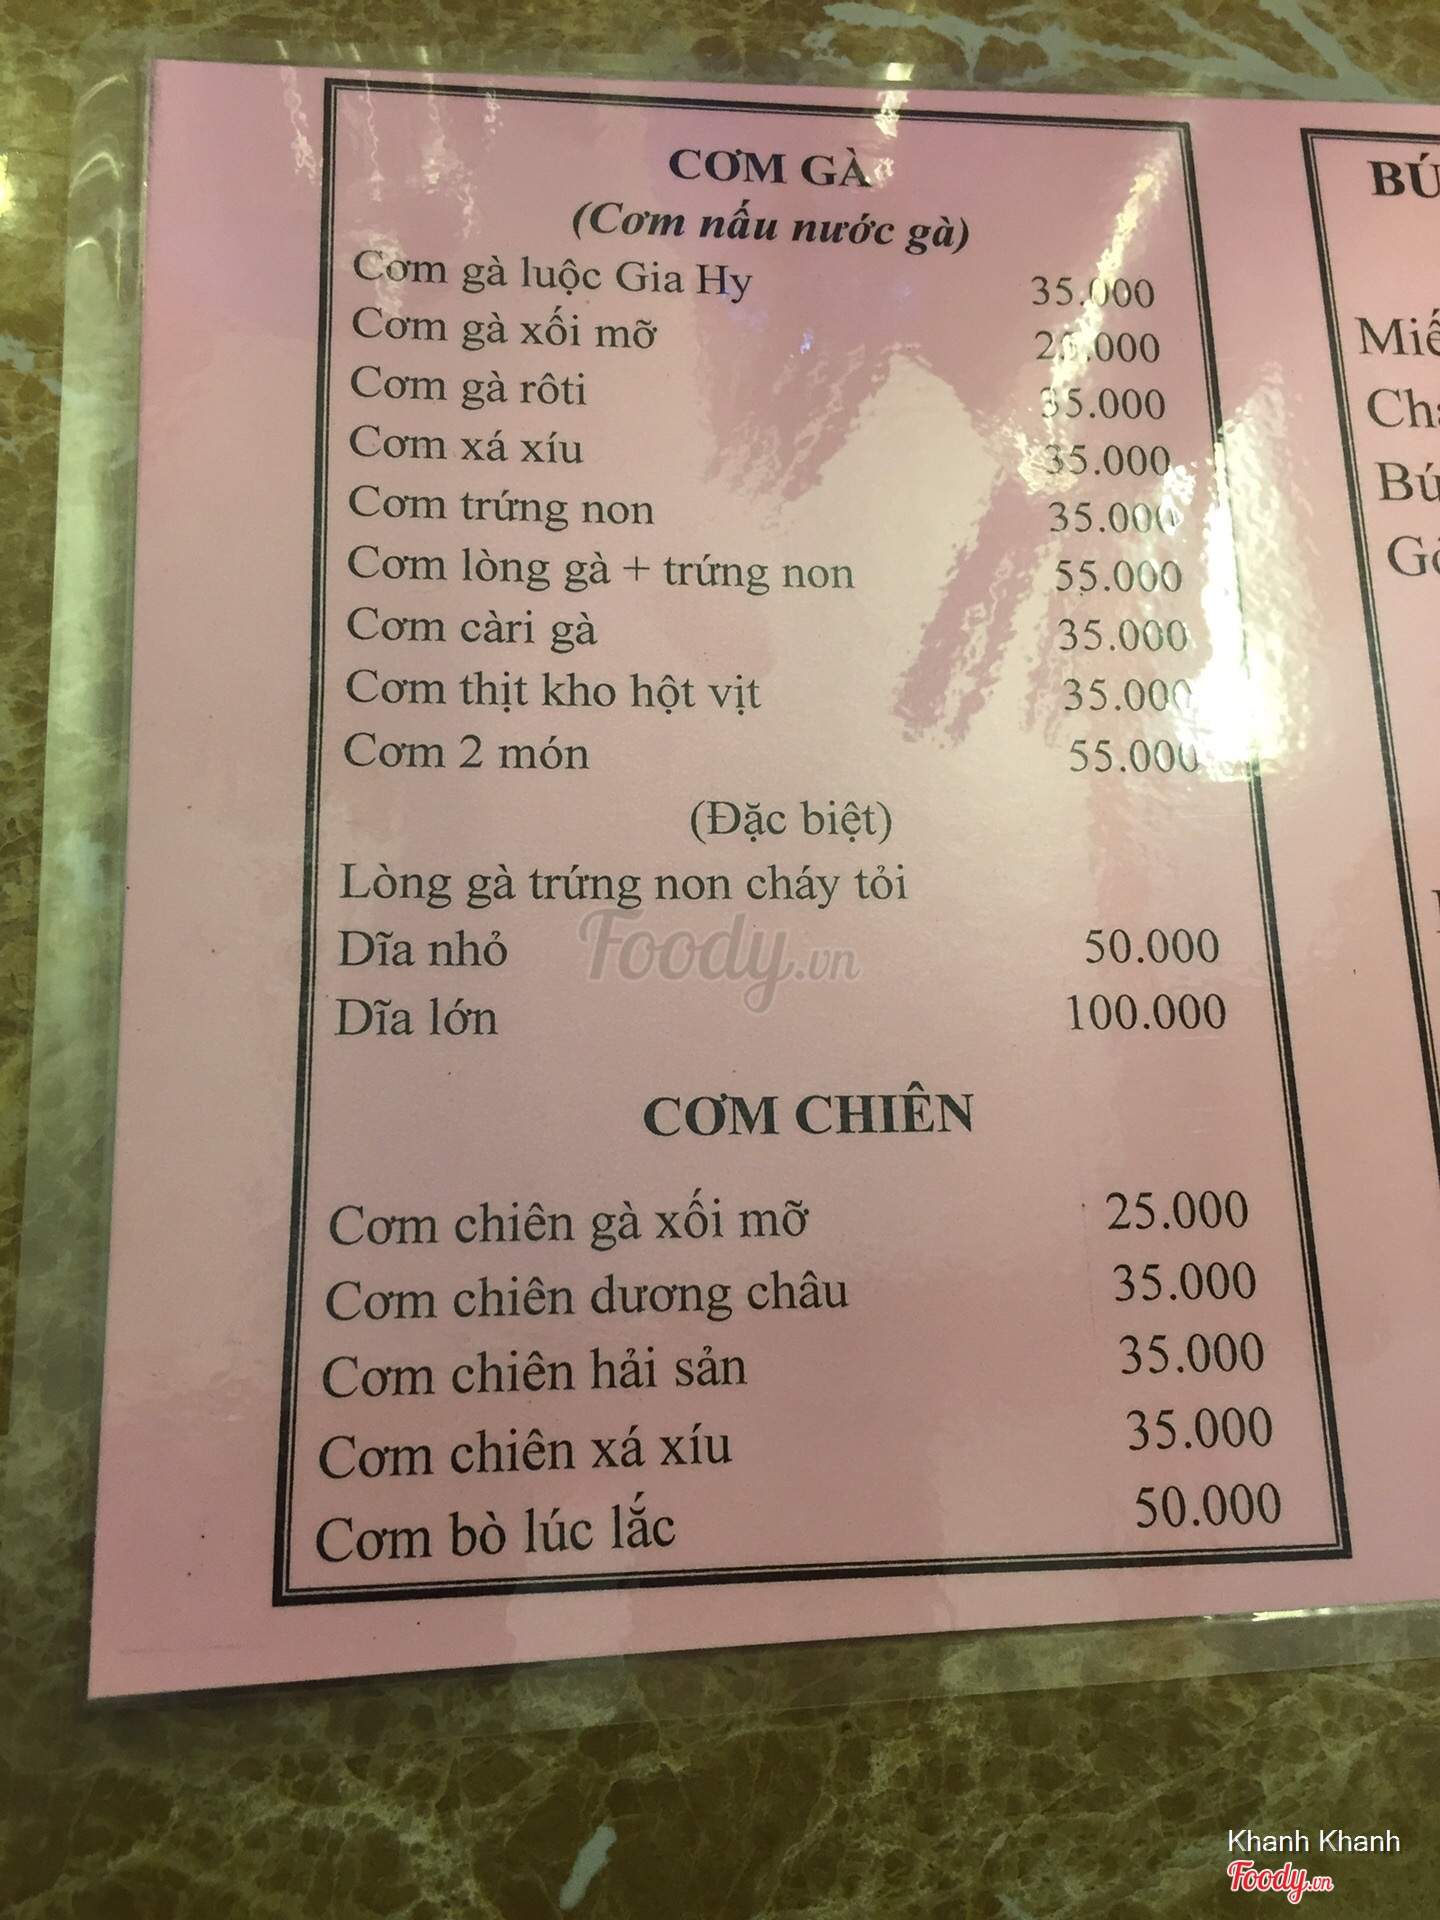 CƠM GÀ
(Cơm nấu nước gà)
Cơm gà luộc Gia Hy 35.000
Cơm gà xối mỡ
Cơm gà rôti 35.000
Cơm xá xíu 35.000
Cơm trứng non 35.000
Cơm lòng gà + trứng non 55.000
Cơm càri gà 35.000
Cơm thịt kho hột vịt 35.000
Cơm 2 món 55.000
(Đặc biệt)
Lòng gà trứng non cháy tỏi
Dĩa nhỏ 50.000
Dĩa lớn 100.000
Foody.vn
CƠM CHIÊN
Cơm chiên gà xối mỡ 25.000
Cơm chiên dương châu 35.000
Cơm chiên hải sản 35.000
Cơm chiên xá xíu 35.000
Cơm bò lúc lắc 50.000
Khanh Khanh
Foody.vn